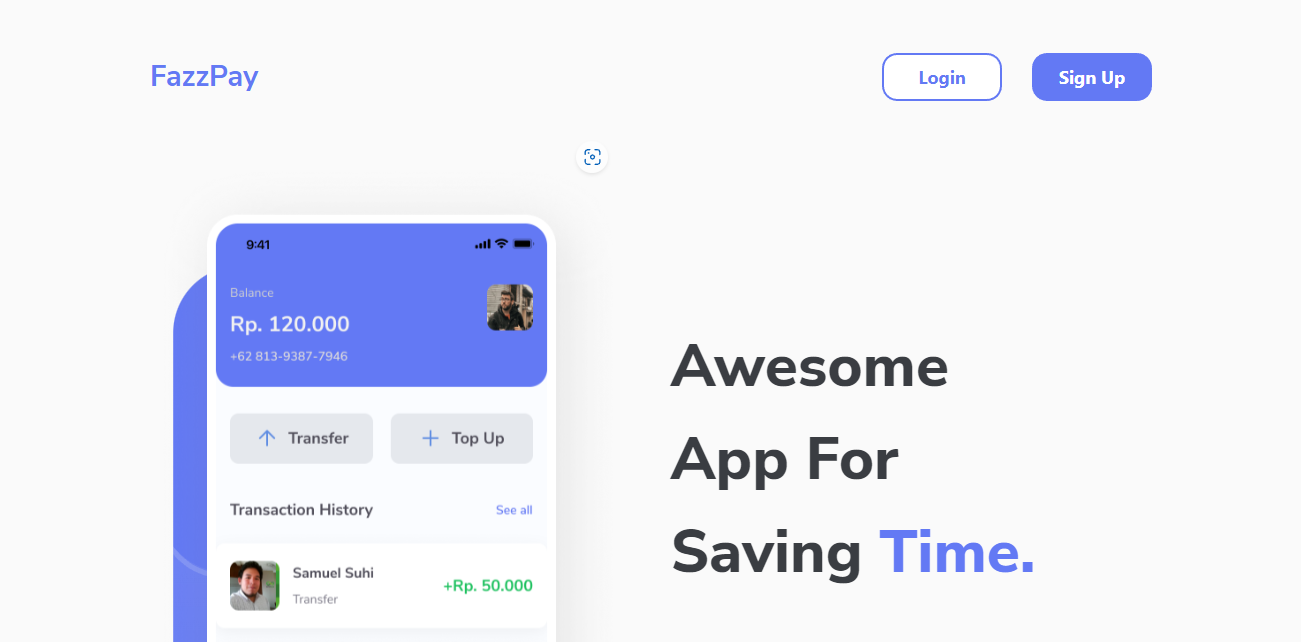 FazzPay
Login
Sign Up
9:41
Balance
Rp. 120.000
+62 813-9387-7946
Transfer
Top Up
Transaction History
See all
Samuel Suhi
Transfer
+Rp. 50.000
Awesome
App For
Saving Time.